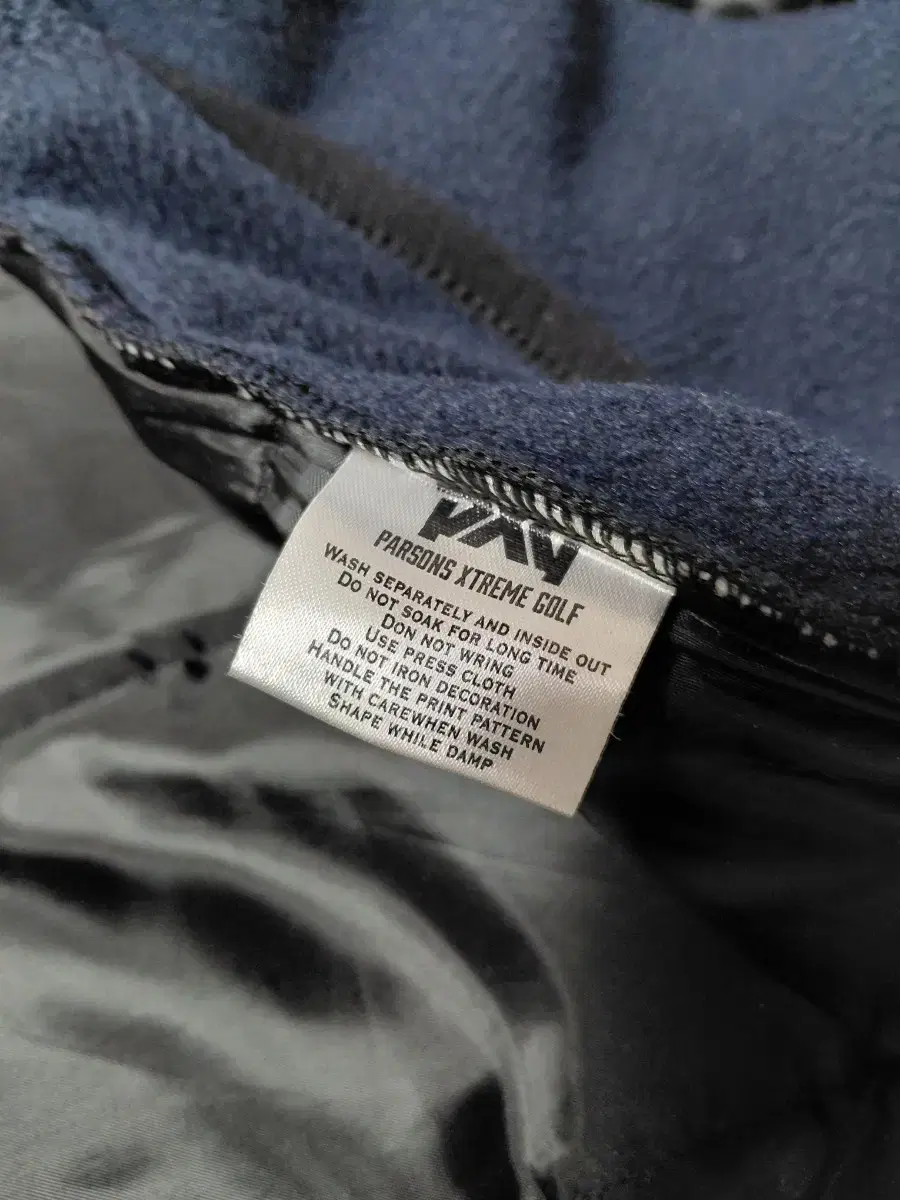 PXG
PARSONS XTREME GOLF
WASH SEPARATELY AND INSIDE OUT
DO NOT SOAK FOR LONG TIME
DON NOT WRING
USE PRESS CLOTH
DO NOT IRON DECORATION
HANDLE THE PRINT PATTERN
WITH CAREWHEN WASH
SHAPE WHILE DAMP